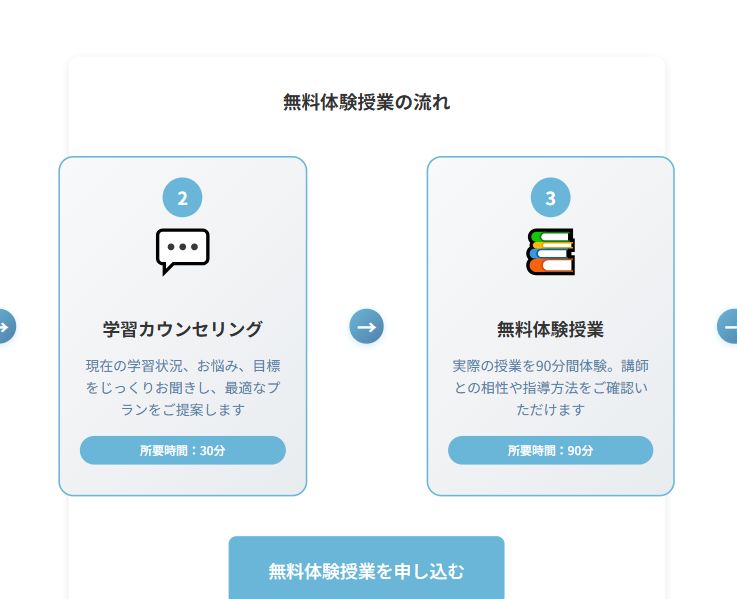 無料体験授業の流れ
2
学習カウンセリング
現在の学習状況、お悩み、目標
をじっくりお聞きし、最適なプ
ランをご提案します
所要時間：30分
3
無料体験授業
実際の授業を90分間体験。講師
との相性や指導方法をご確認い
ただけます
所要時間：90分
無料体験授業を申し込む